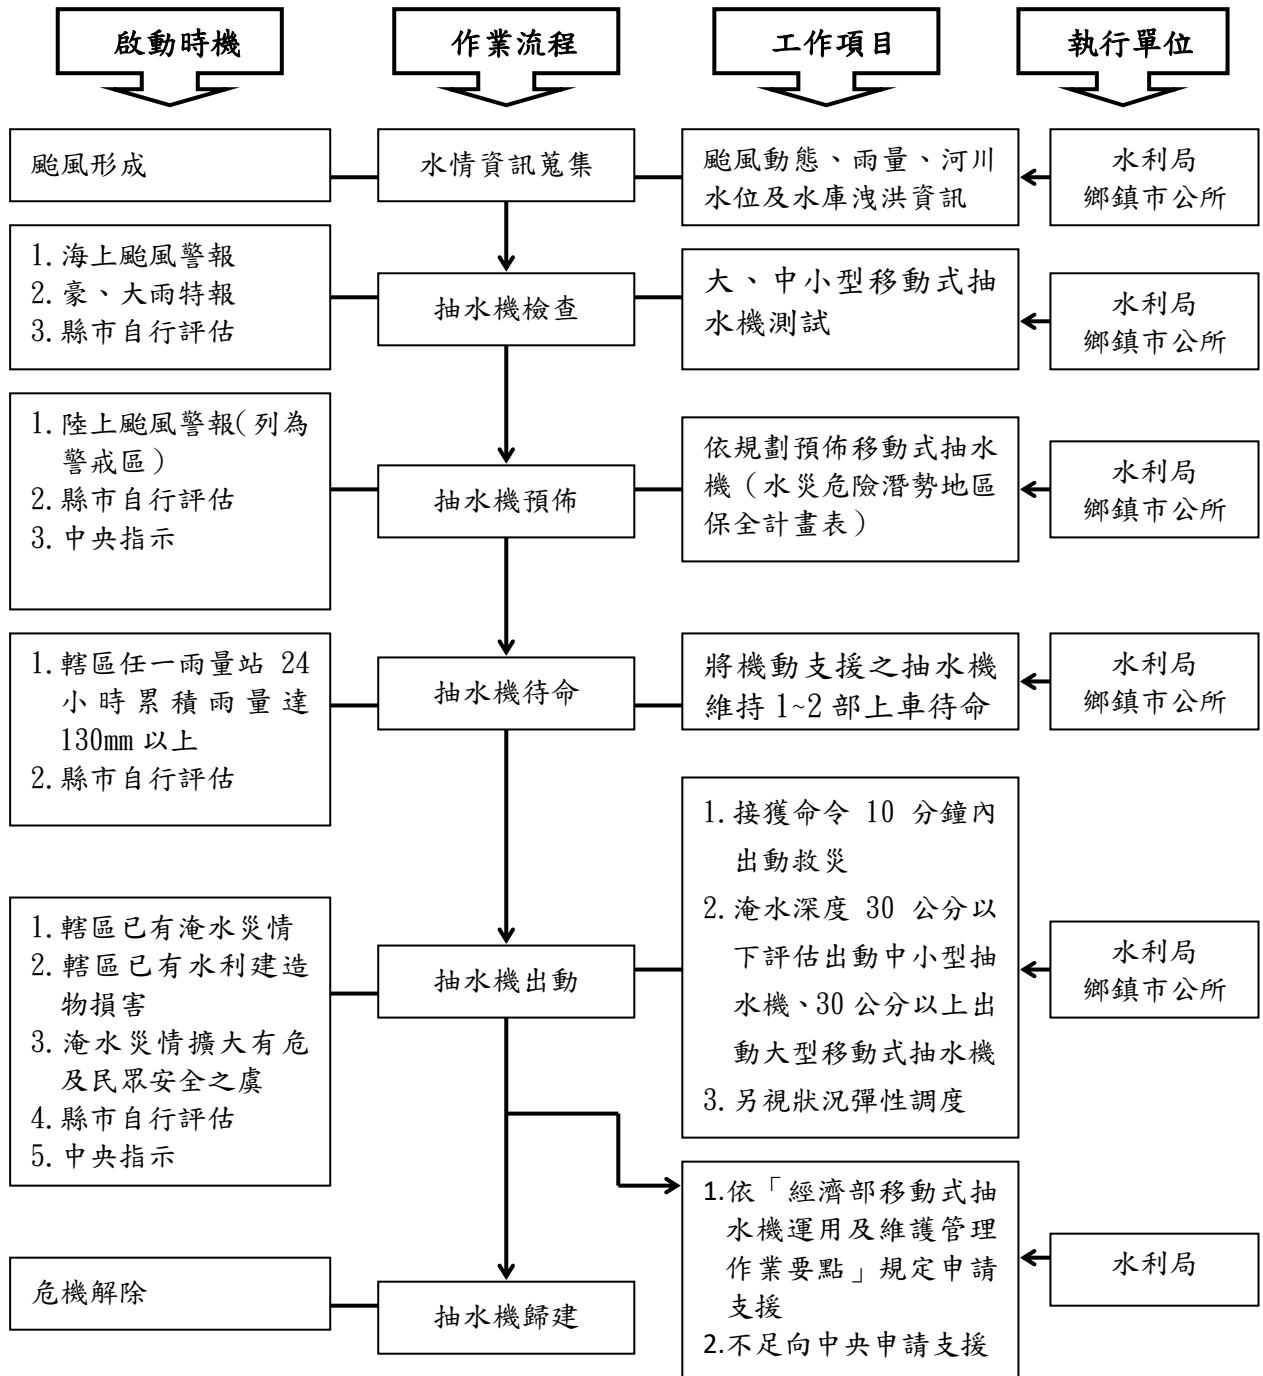 啟動時機
作業流程
工作項目
執行單位
颱風形成
水情資訊蒐集
颱風動態、雨量、河川
水位及水庫洩洪資訊
水利局
鄉鎮市公所
1.海上颱風警報
2.豪、大雨特報
3.縣市自行評估
抽水機檢查
大、中小型移動式抽
水機測試
水利局
鄉鎮市公所
1.陸上颱風警報(列為
警戒區)
2.縣市自行評估
3.中央指示
抽水機預佈
依規劃預佈移動式抽水
機（水災危險潛勢地區
保全計畫表）
水利局
鄉鎮市公所
1.轄區任一雨量站 24
小時累積雨量達
130mm 以上
2.縣市自行評估
抽水機待命
將機動支援之抽水機
維持 1~2 部上車待命
水利局
鄉鎮市公所
1.轄區已有淹水災情
2.轄區已有水利建造
物損害
3.淹水災情擴大有危
及民眾安全之虞
4.縣市自行評估
5.中央指示
抽水機出動
1.接獲命令 10 分鐘內
出動救災
2.淹水深度 30 公分以
下評估出動中小型抽
水機、30 公分以上出
動大型移動式抽水機
3.另視狀況彈性調度
水利局
鄉鎮市公所
1.依「經濟部移動式抽
水機運用及維護管理
作業要點」規定申請
支援
2.不足向中央申請支援
水利局
危機解除
抽水機歸建